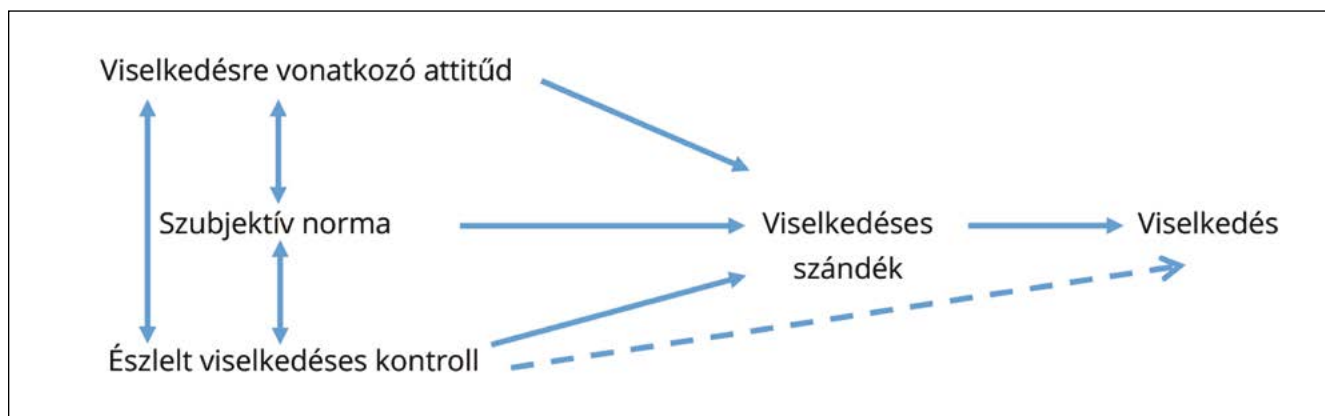 Viselkedésre vonatkozó attitűd
Szubjektív norma
Viselkedéses
szándék
Viselkedés
Észlelt viselkedéses kontroll